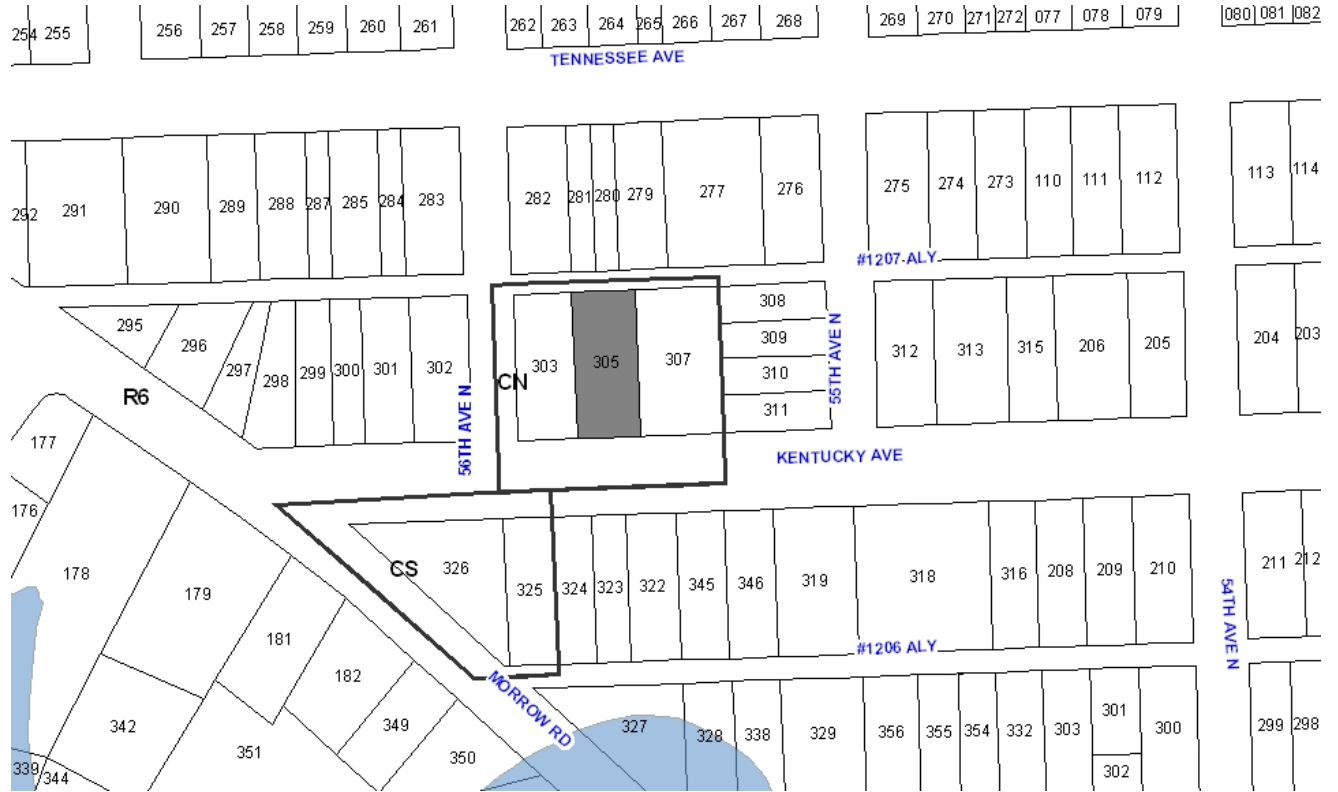 254 255 256 257 258 259 260 261 262 263 264 265 266 267 268 269 270 271 272 077 078 079 080 081 082
TENNESSEE AVE
292 291 290 289 288 287 285 284 283 282 281 280 279 277 276 275 274 273 110 111 112 113 114
#1207 ALY
295 296 297 298 299 300 301 302
56TH AVE N
CN
303 305 307
308
309
310
311
55TH AVE N
312 313 315 206 205 204 203
R6
KENTUCKY AVE
177
176
178 179 181 182 349 350
342 351
339 344
CS
326 325 324 323 322 345 346 319 318 316 208 209 210 211 212
54TH AVE N
#1206 ALY
MORROW RD
327 328 338 329 356 355 354 332 303 301 300 299 298
302